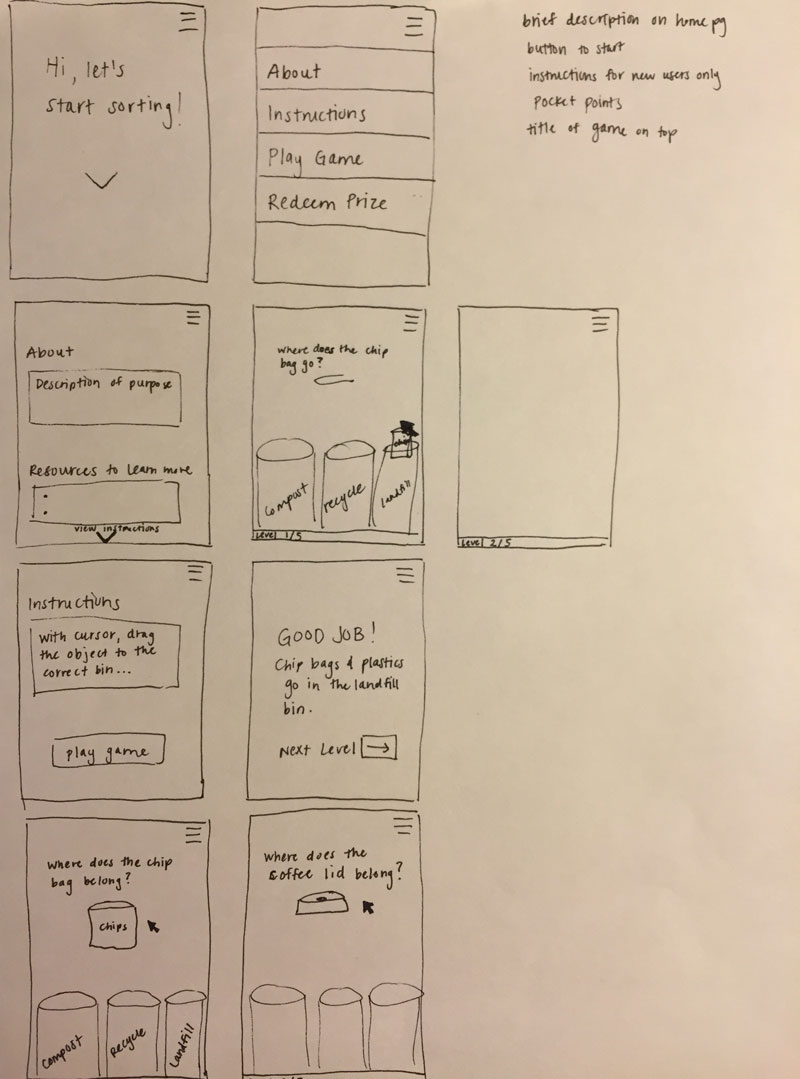 Hi, let's
start sorting!
About
Instructions
Play Game
Redeem Prize
brief description on home pg
button to start
instructions for new users only
pocket points
title of game on top
About
Description of purpose
Resources to learn more
view instructions
where does the chip
bag go?
compost
recycle
landfill
Level 1/5
Level 2/5
Instructions
with cursor, drag
the object to the
correct bin...
play game
GOOD JOB!
Chip bags & plastics
go in the landfill
bin.
Next Level
where does the chip
bag belong?
chips
compost
recycle
landfill
where does the
coffee lid belong?